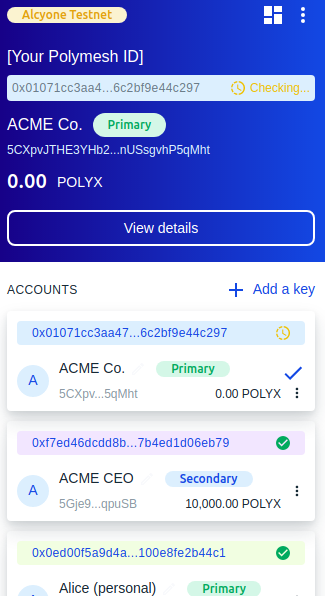 Alcyone Testnet
[Your Polymesh ID]
0x01071cc3aa4...6c2bf9e44c297 Checking...
ACME Co. Primary
5CXpvJTHE3YHb2...nUSsgvhP5qMht
0.00 POLYX
View details
ACCOUNTS + Add a key
0x01071cc3aa47...6c2bf9e44c297
A ACME Co. Primary
5CXpv...5qMht 0.00 POLYX
0xf7ed46dcdd8b...7b4ed1d06eb79
A ACME CEO Secondary
5Gje9...qpuSB 10,000.00 POLYX
0x0ed00f5a9d4a...100e8fe2b44c1
A Alice (personal) Primary